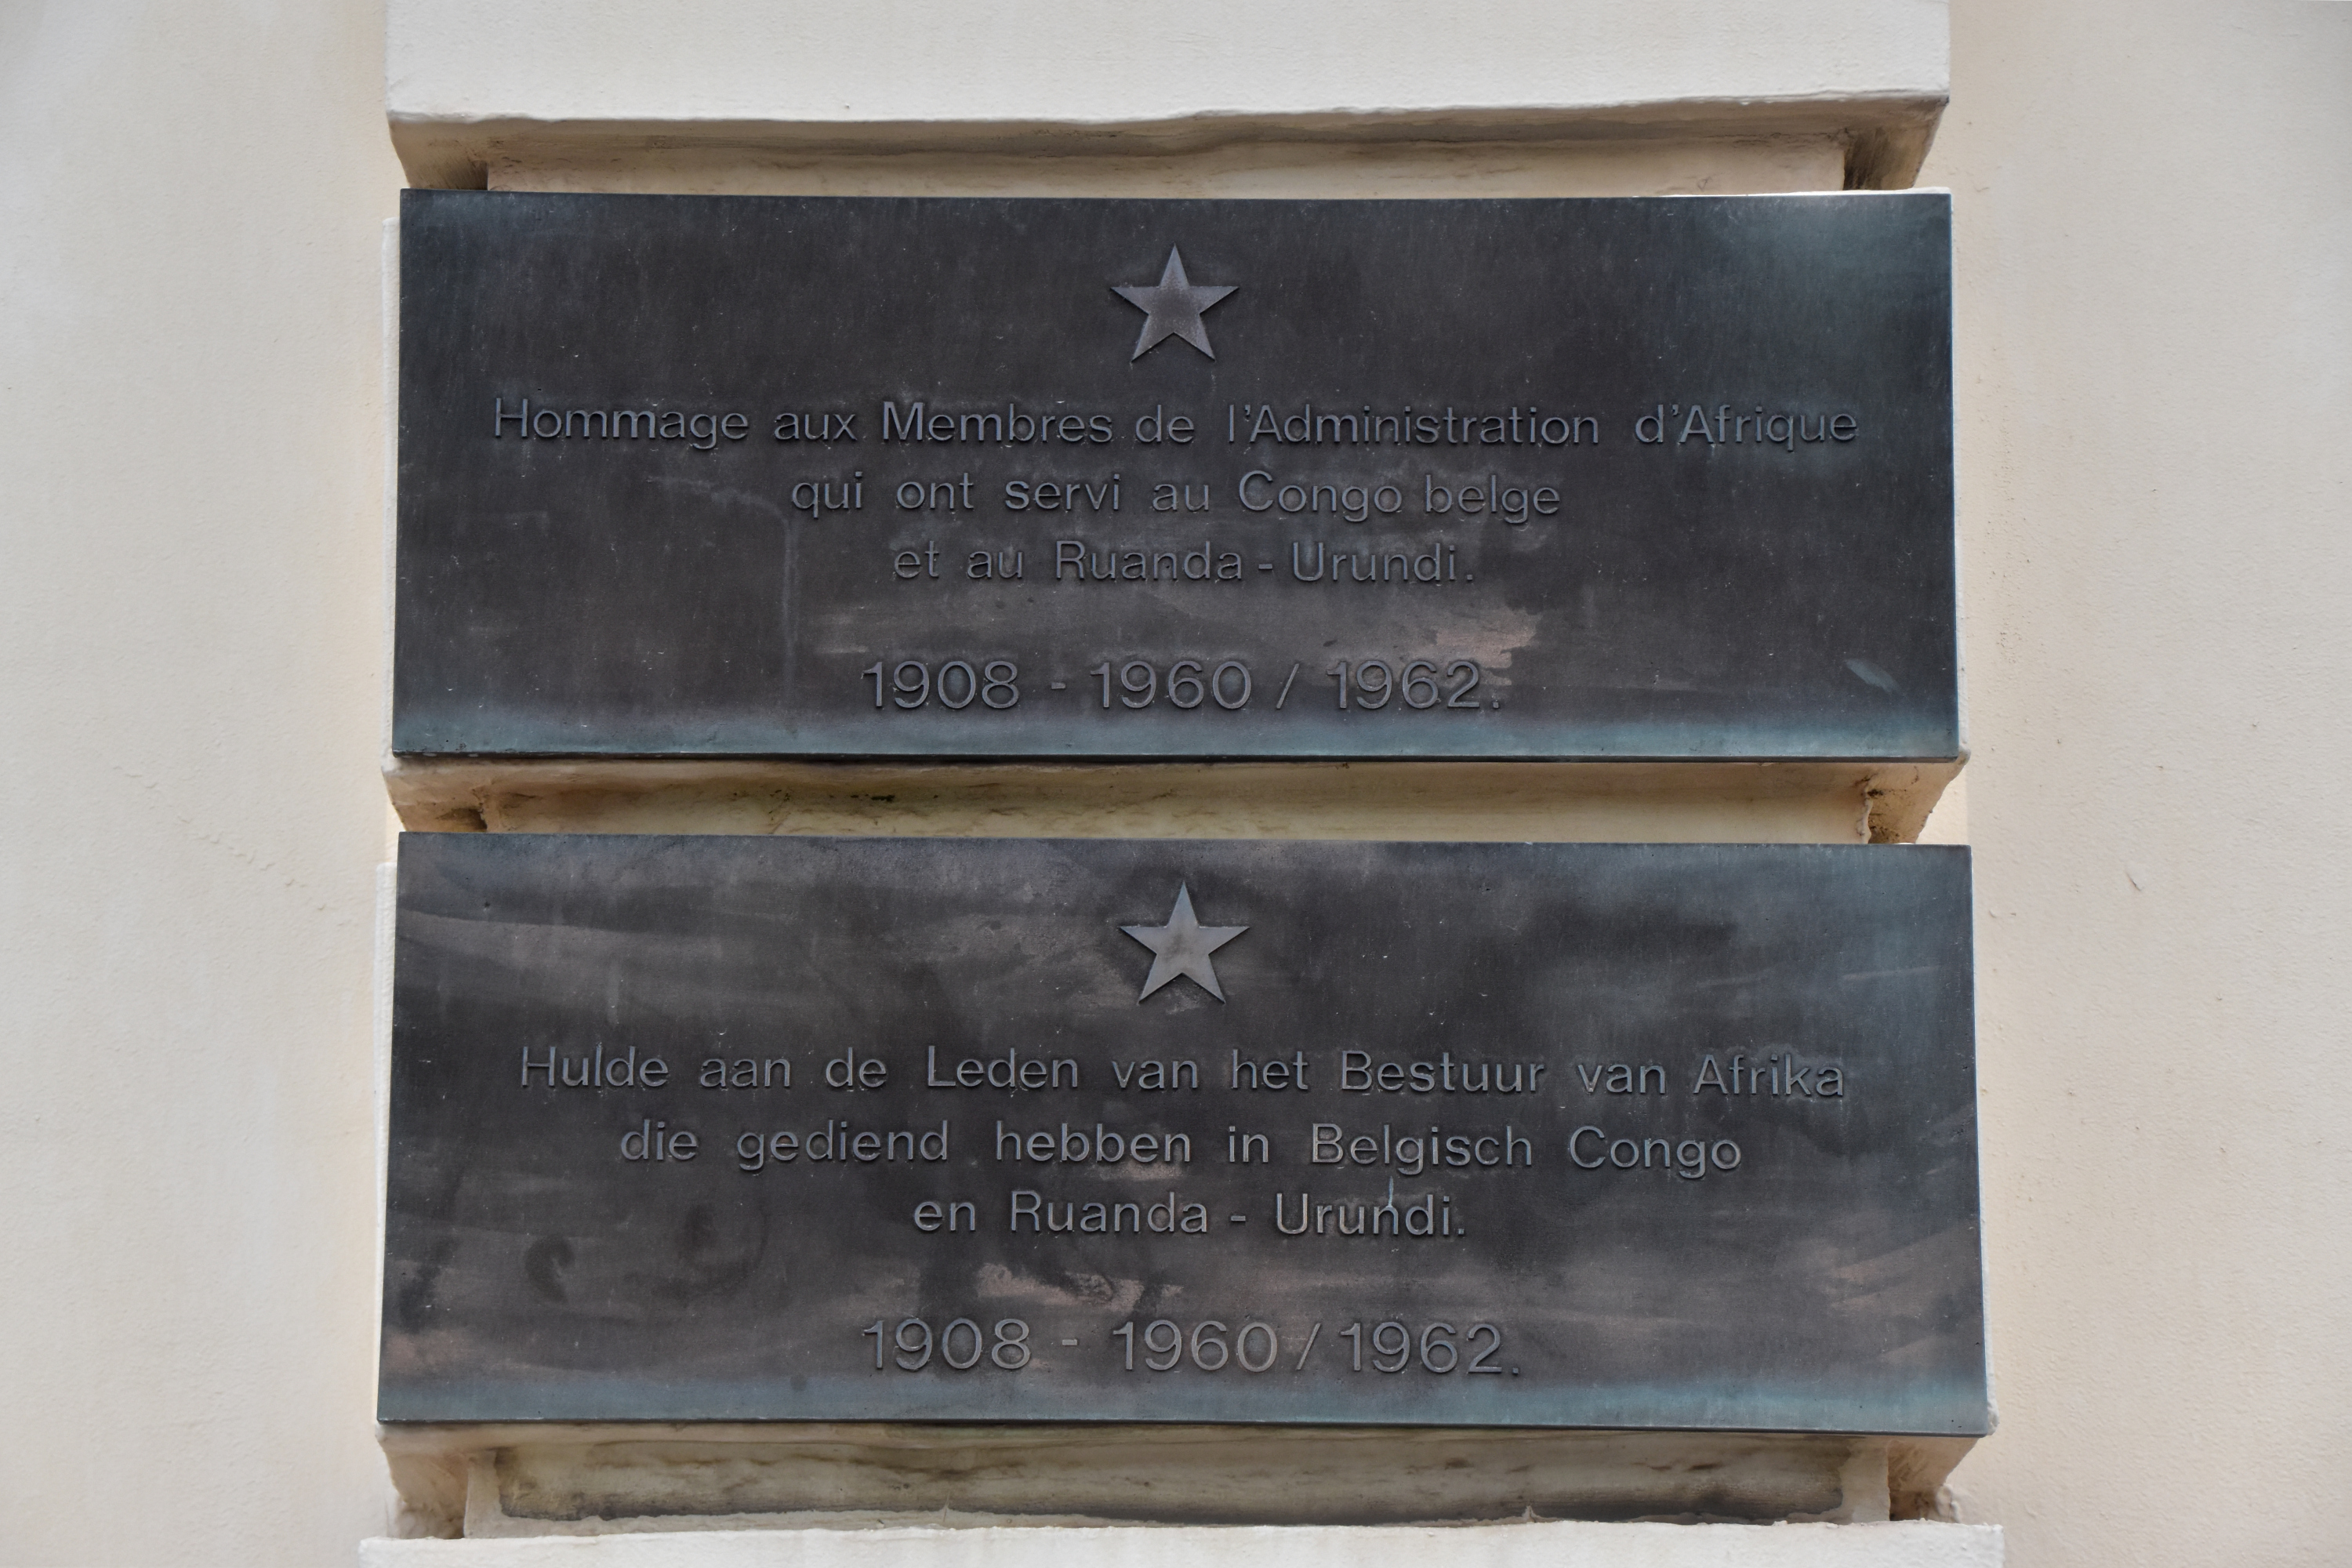 Hommage aux Membres de l'Administration d'Afrique
qui ont servi au Congo belge
et au Ruanda - Urundi.
1908 - 1960 / 1962.
Hulde aan de Leden van het Bestuur van Afrika
die gediend hebben in Belgisch Congo
en Ruanda - Urundi.
1908 - 1960 / 1962.